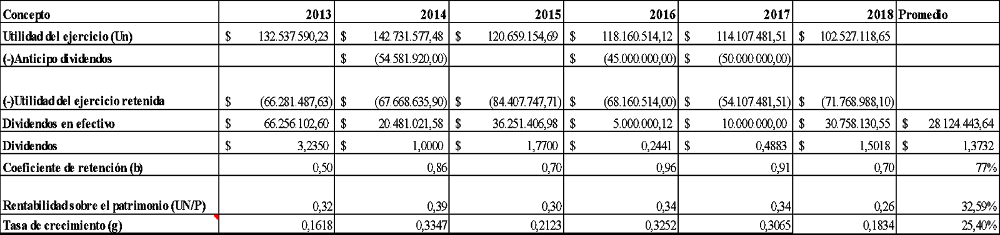 Concepto 2013 2014 2015 2016 2017 2018 Promedio
Utilidad del ejercicio (Un) $ 132.537.590,23 $ 142.731.577,48 $ 120.659.154,69 $ 118.160.514,12 $ 114.107.481,51 $ 102.527.118,65
(-)Anticipo dividendos $ (54.581.920,00) $ (45.000.000,00) $ (50.000.000,00)
(-)Utilidad del ejercicio retenida $ (66.281.487,63) $ (67.668.635,90) $ (84.407.747,71) $ (68.160.514,00) $ (54.107.481,51) $ (71.768.988,10)
Dividendos en efectivo $ 66.256.102,60 $ 20.481.021,58 $ 36.251.406,98 $ 5.000.000,12 $ 10.000.000,00 $ 30.758.130,55 $ 28.124.443,64
Dividendos $ 3,2350 $ 1,0000 $ 1,7700 $ 0,2441 $ 0,4883 $ 1,5018 $ 1,3732
Coeficiente de retención (b) 0,50 0,86 0,70 0,96 0,91 0,70 77%
Rentabilidad sobre el patrimonio (UN/P) 0,32 0,39 0,30 0,34 0,34 0,26 32,59%
Tasa de crecimiento (g) 0,1618 0,3347 0,2123 0,3252 0,3065 0,1834 25,40%